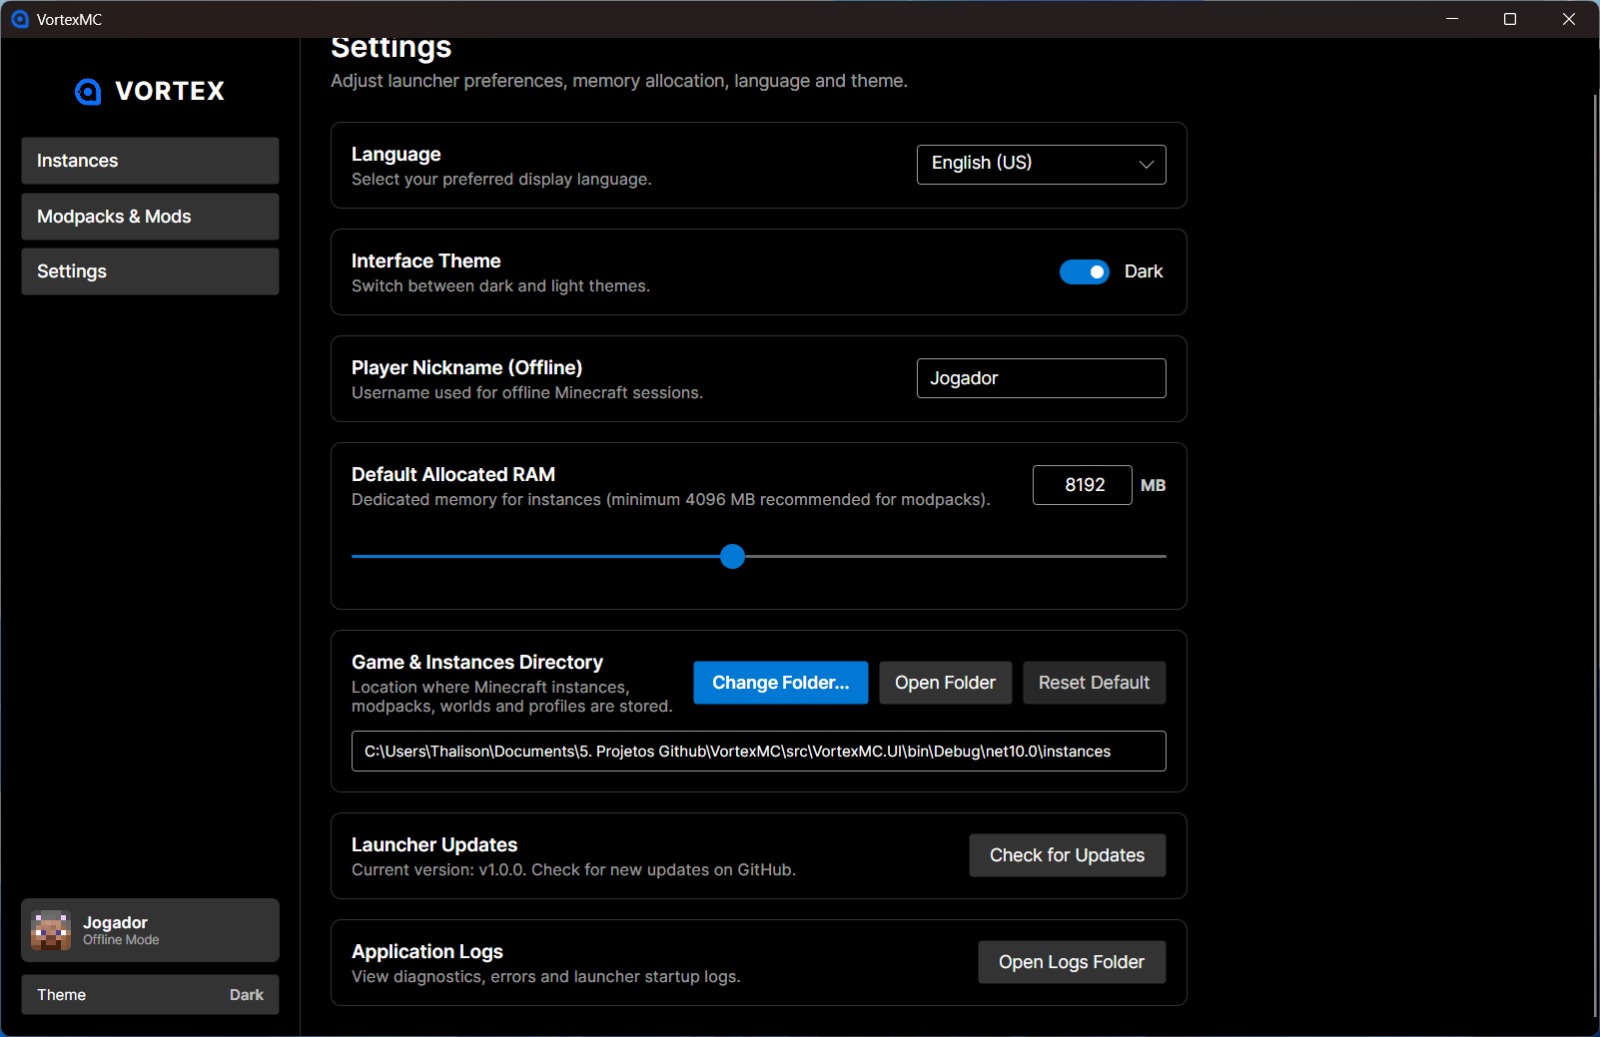 VortexMC
VORTEX
Instances
Modpacks & Mods
Settings
Jogador
Offline Mode
Theme
Dark
Settings
Adjust launcher preferences, memory allocation, language and theme.
Language
Select your preferred display language.
English (US)
Interface Theme
Switch between dark and light themes.
Dark
Player Nickname (Offline)
Username used for offline Minecraft sessions.
Jogador
Default Allocated RAM
Dedicated memory for instances (minimum 4096 MB recommended for modpacks).
8192 MB
Game & Instances Directory
Location where Minecraft instances,
modpacks, worlds and profiles are stored.
Change Folder...
Open Folder
Reset Default
C:\Users\Thalison\Documents\5. Projetos Github\VortexMC\src\VortexMC.UI\bin\Debug\net10.0\instances
Launcher Updates
Current version: v1.0.0. Check for new updates on GitHub.
Check for Updates
Application Logs
View diagnostics, errors and launcher startup logs.
Open Logs Folder